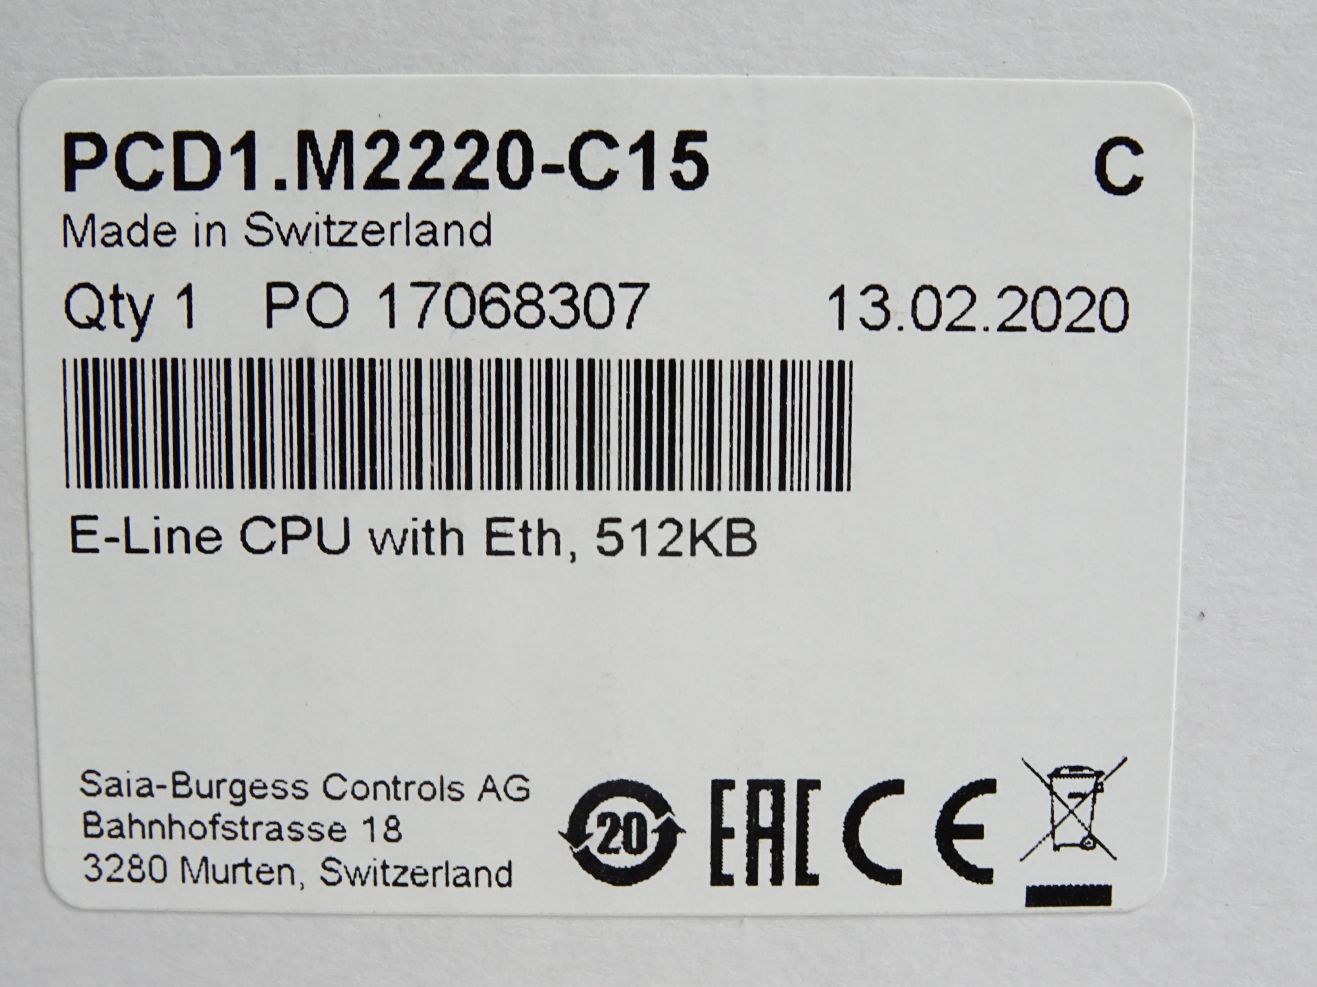 PCD1.M2220-C15 C
Made in Switzerland
Qty 1 PO 17068307 13.02.2020
E-Line CPU with Eth, 512KB
Saia-Burgess Controls AG
Bahnhofstrasse 18
3280 Murten, Switzerland
20 EAC CE